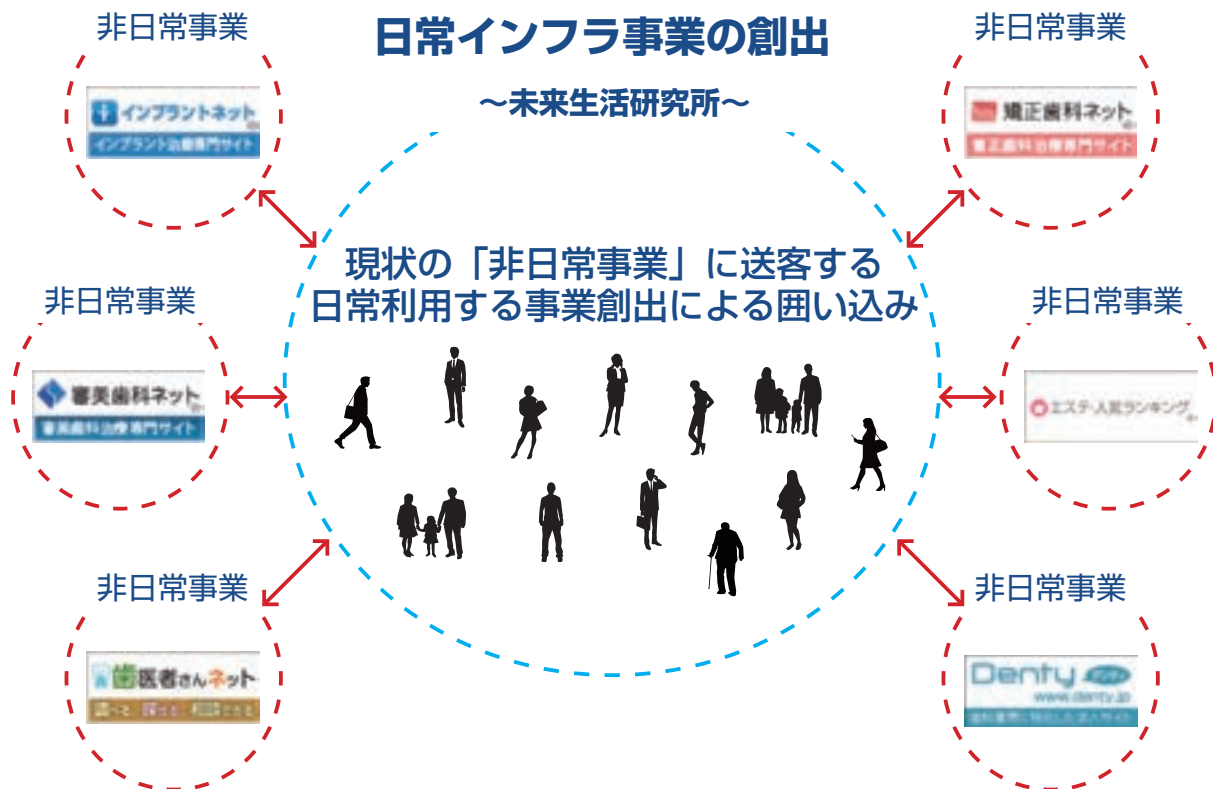 日常インフラ事業の創出
～未来生活研究所～
非日常事業
インプラントネット
インプラント治療専門サイト
非日常事業
矯正歯科ネット
矯正歯科治療専門サイト
現状の「非日常事業」に送客する
日常利用する事業創出による囲い込み
非日常事業
審美歯科ネット
審美歯科治療専門サイト
非日常事業
エステ・人気ランキング
非日常事業
歯医者さんネット
非日常事業
Denty
www.denty.jp